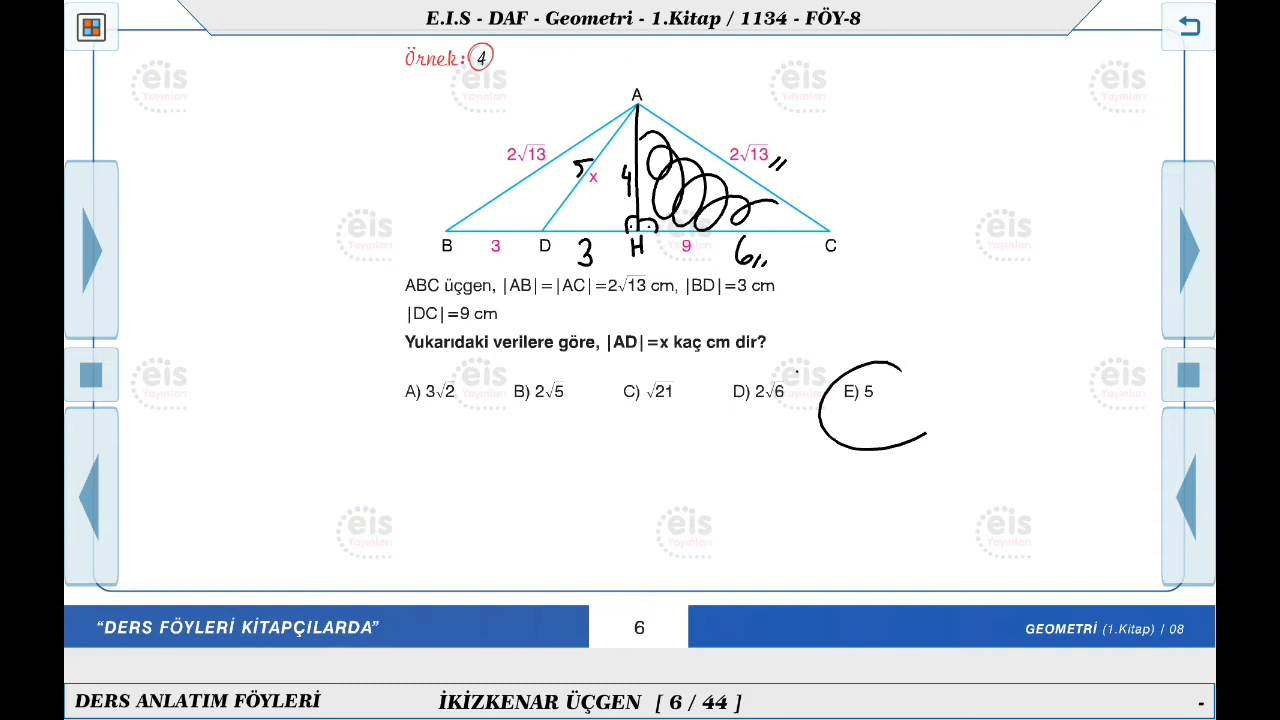 E.I.S - DAF - Geometri - 1.Kitap / 1134 - FÖY-8
Örnek: 4
A
2√13
2√13 "
5
x
4
B 3 D 3 H 9 6 " C
ABC üçgen, |AB|=|AC|=2√13 cm, |BD|=3 cm
|DC|=9 cm
Yukarıdaki verilere göre, |AD|=x kaç cm dir?
A) 3√2 B) 2√5 C) √21 D) 2√6 E) 5
eis Yayınları
"DERS FÖYLERİ KİTAPÇILARDA" 6 GEOMETRİ (1.Kitap) / 08
DERS ANLATIM FÖYLERİ İKİZKENAR ÜÇGEN [ 6 / 44 ] -